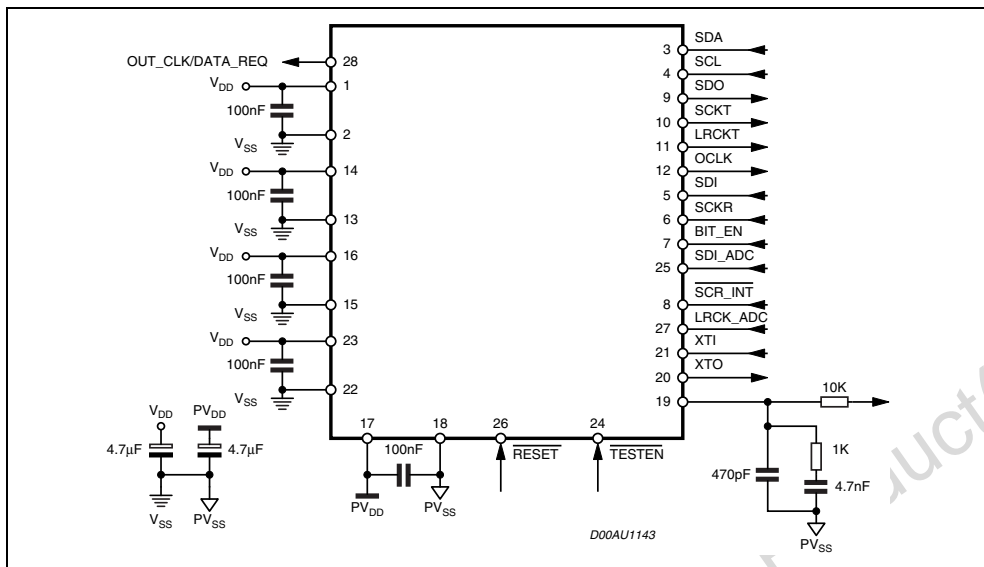 OUT_CLK/DATA_REQ
28
VDD
1
100nF
2
VSS
VDD
14
100nF
13
VSS
VDD
16
100nF
15
VSS
VDD
23
100nF
22
VSS
3
SDA
4
SCL
9
SDO
10
SCKT
11
LRCKT
12
OCLK
5
SDI
6
SCKR
7
BIT_EN
25
SDI_ADC
8
SCR_INT
27
LRCK_ADC
21
XTI
20
XTO
19
10K
1K
470pF
4.7nF
PVSS
VDD
PVDD
4.7µF
4.7µF
VSS
PVSS
17
18
26
24
100nF
RESET
TESTEN
PVDD
PVSS
D00AU1143